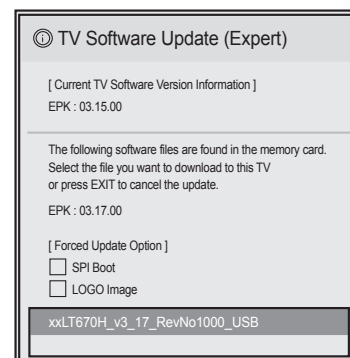 ⓘ TV Software Update (Expert)
[ Current TV Software Version Information ]
EPK : 03.15.00
The following software files are found in the memory card.
Select the file you want to download to this TV
or press EXIT to cancel the update.
EPK : 03.17.00
[ Forced Update Option ]
SPI Boot
LOGO Image
xxLT670H_v3_17_RevNo1000_USB